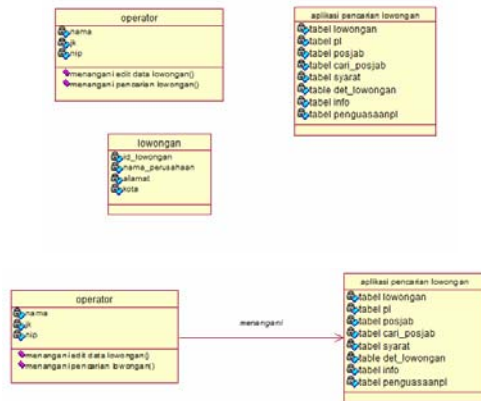 operator
nama
jk
nip
menangani edit data lowongan()
menangani pencarian lowongan()
aplikasi pencarian lowongan
tabel lowongan
tabel pl
tabel posjab
tabel cari_posjab
tabel syarat
table det_lowongan
tabel info
tabel penguasaanpl
lowongan
id_lowongan
nama_perusahaan
allamat
kota
operator
nama
jk
nip
menangani edit data lowongan()
menangani pencarian lowongan()
menangani
aplikasi pencarian lowongan
tabel lowongan
tabel pl
tabel posjab
tabel cari_posjab
tabel syarat
table det_lowongan
tabel info
tabel penguasaanpl